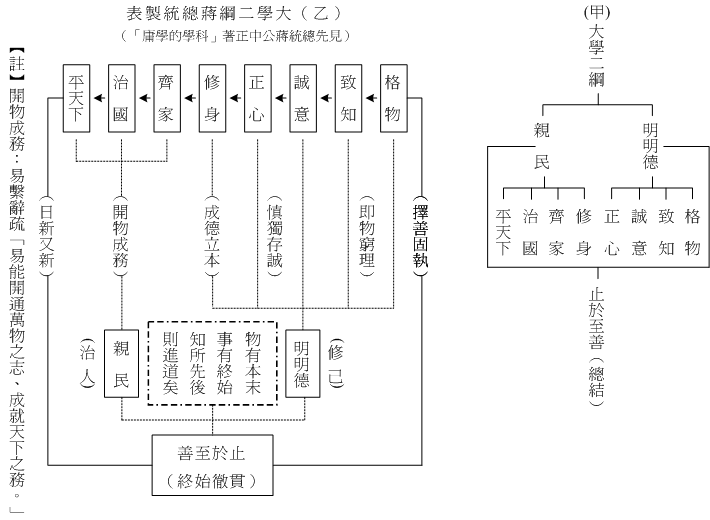 (甲)大學二綱
明明德
親民
格物
致知
誠意
正心
修身
齊家
治國
平天下
止於至善(總結)
（乙）大學二綱蔣總統製表
（見先總統蔣公中正著「科學的學庸」）
格物
致知
誠意
正心
修身
齊家
治國
平天下
(擇善固執)
(即物窮理)
(慎獨存誠)
(成德立本)
(開物成務)
(日新又新)
(修己)
明明德
物有本末
事有終始
知所先後
則進道矣
親民
(治人)
止於至善
（貫徹始終）
【註】開物成務：易繫辭疏「易能開通萬物之志、成就天下之務。」